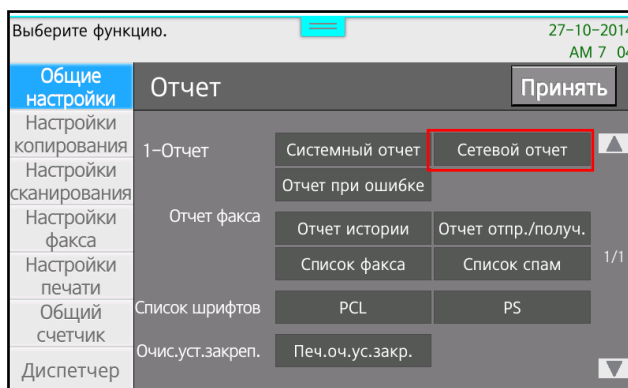 Выберите функцию.
27-10-2014
AM 7 04
Общие
настройки
Отчет
Принять
Настройки
копирования
1-Отчет
Системный отчет
Сетевой отчет
Настройки
сканирования
Отчет при ошибке
Настройки
факса
Отчет факса
Отчет истории
Отчет отпр./получ.
Настройки
печати
Список факса
Список спам
1/1
Общий
счетчик
Список шрифтов
PCL
PS
Диспетчер
Очис.уст.закреп.
Печ.оч.ус.закр.